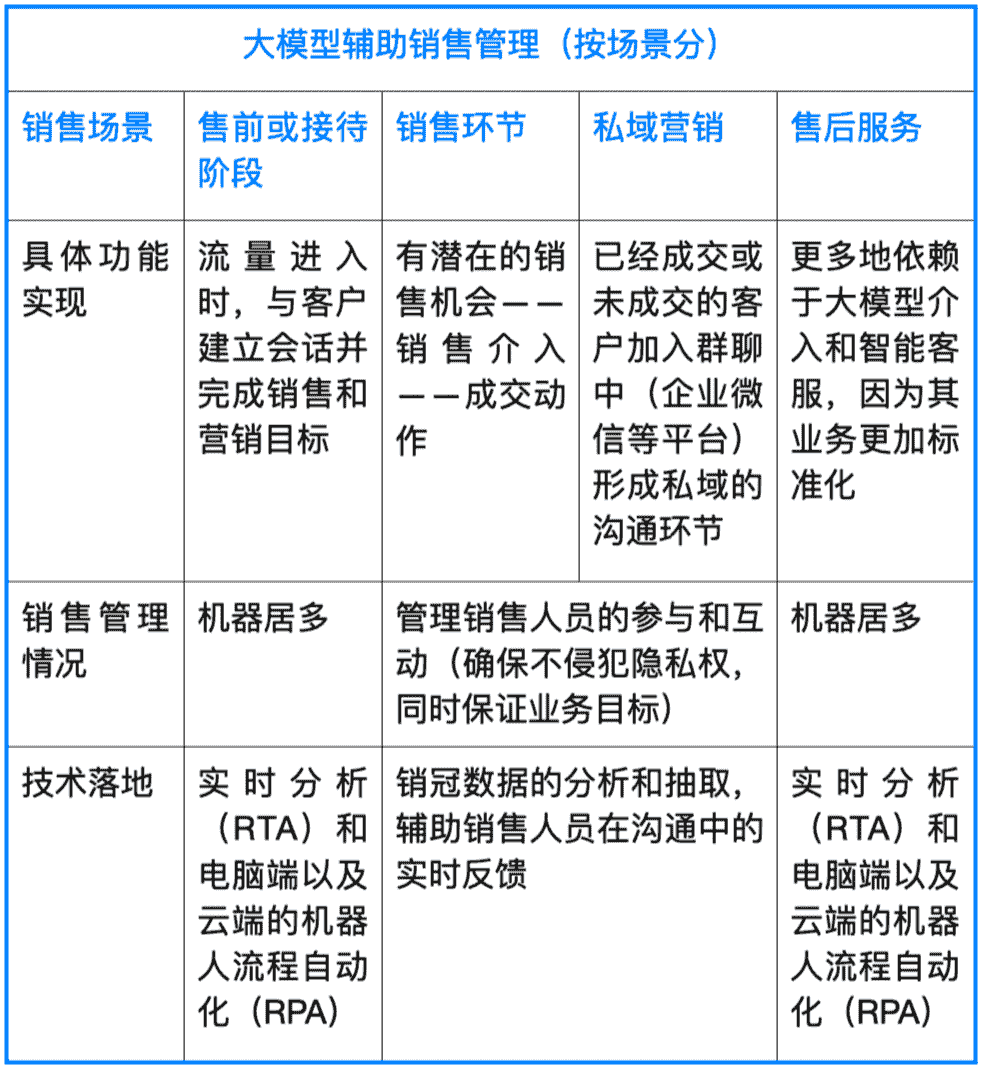 大模型辅助销售管理（按场景分）
销售场景
售前或接待
阶段
销售环节
私域营销
售后服务
具体功能
实现
流量进入
时，与客户
建立会话并
完成销售和
营销目标
有潜在的销
售机会——
销售介入
——成交动
作
已经成交或
未成交的客
户加入群聊
中（企业微
信等平台）
形成私域的
沟通环节
更多地依赖
于大模型介
入和智能客
服，因为其
业务更加标
准化
销售管理
情况
机器居多
管理销售人员的参与和互
动（确保不侵犯隐私权，
同时保证业务目标）
机器居多
技术落地
实时分析
（RTA）和
电脑端以及
云端的机器
人流程自动
化（RPA）
销冠数据的分析和抽取，
辅助销售人员在沟通中的
实时反馈
实时分析
（RTA）和
电脑端以及
云端的机器
人流程自动
化（RPA）